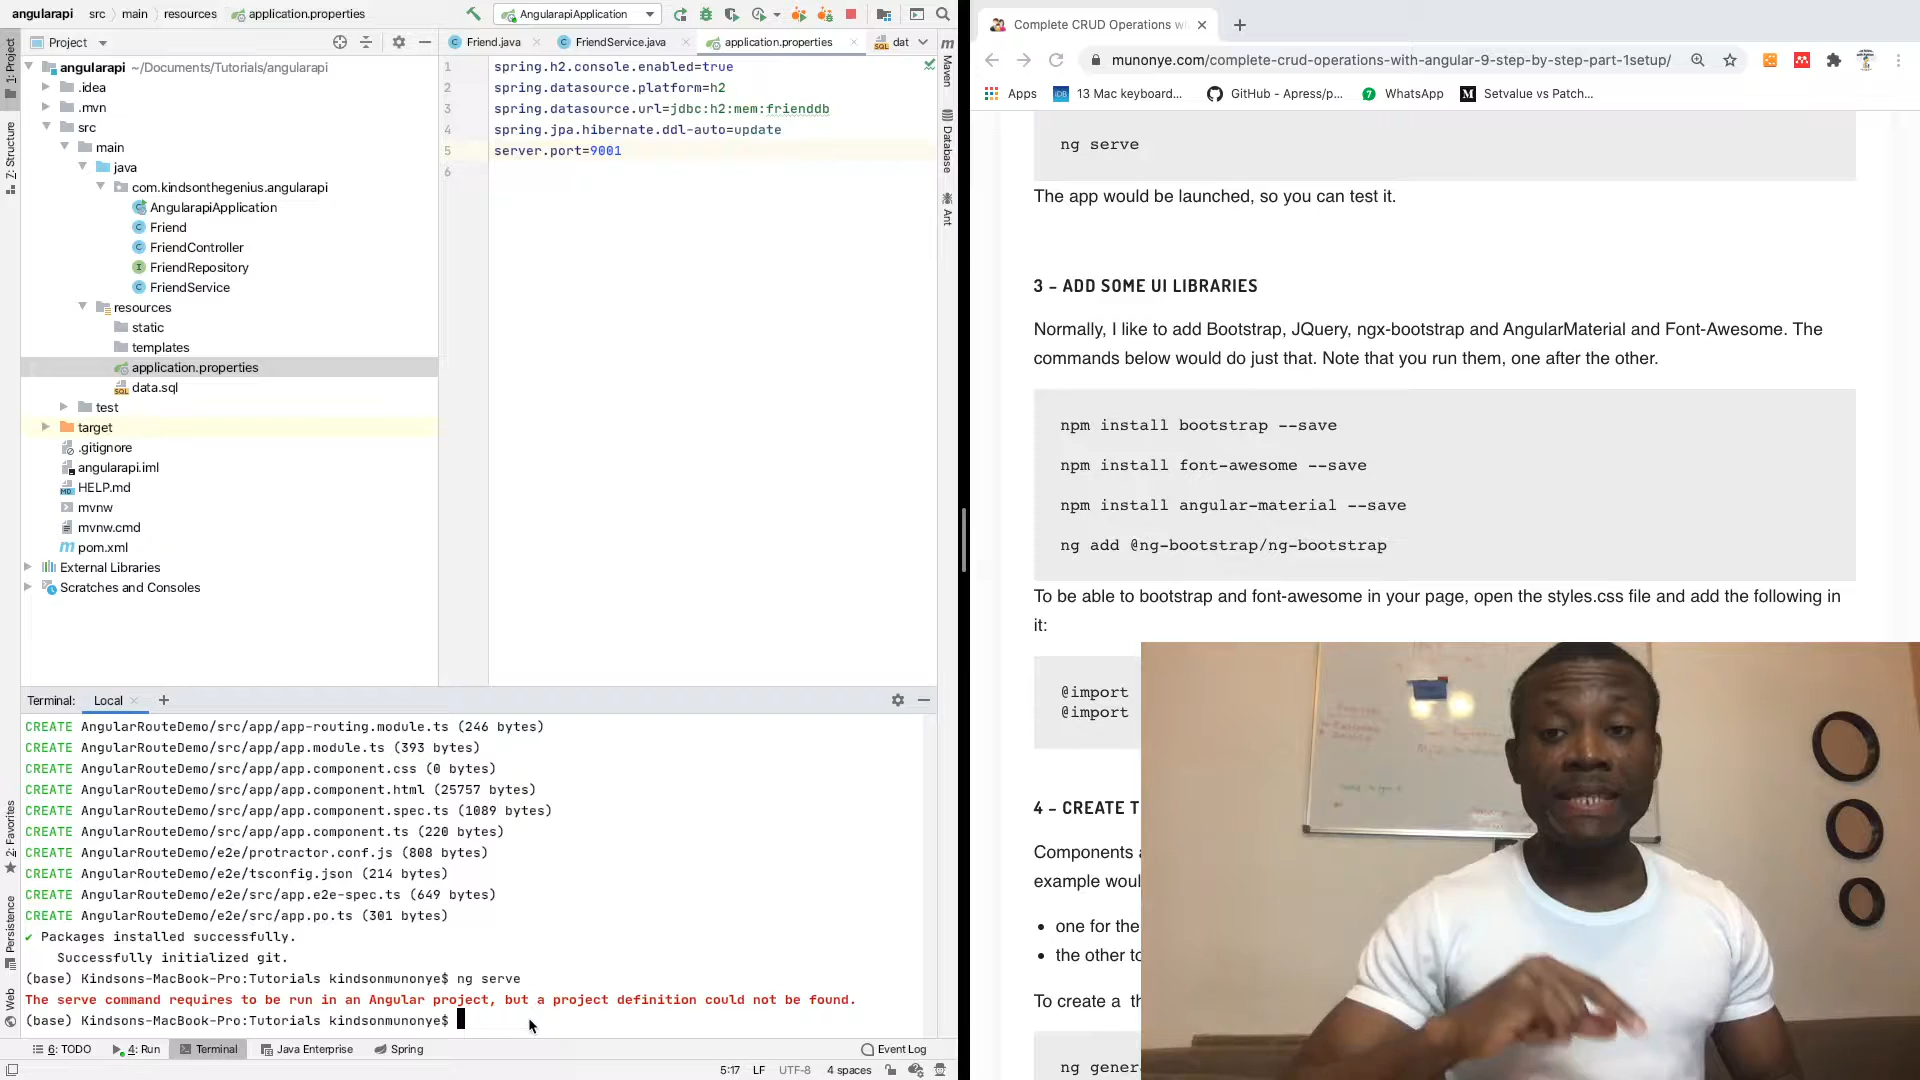 angularapi src main resources application.properties
AngularapiApplication
Project
Friend.java
FriendService.java
application.properties
dat
angularapi ~/Documents/Tutorials/angularapi
.idea
.mvn
src
main
java
com.kindsonthegenius.angularapi
AngularapiApplication
Friend
FriendController
FriendRepository
FriendService
resources
static
templates
application.properties
data.sql
test
target
.gitignore
angularapi.iml
HELP.md
mvnw
mvnw.cmd
pom.xml
External Libraries
Scratches and Consoles
1: Project
Z: Structure
2: Favorites
Persistence
Web
1 spring.h2.console.enabled=true
2 spring.datasource.platform=h2
3 spring.datasource.url=jdbc:h2:mem:frienddb
4 spring.jpa.hibernate.ddl-auto=update
5 server.port=9001
6
Maven
Database
Ant
Terminal: Local
CREATE AngularRouteDemo/src/app/app-routing.module.ts (246 bytes)
CREATE AngularRouteDemo/src/app/app.module.ts (393 bytes)
CREATE AngularRouteDemo/src/app/app.component.css (0 bytes)
CREATE AngularRouteDemo/src/app/app.component.html (25757 bytes)
CREATE AngularRouteDemo/src/app/app.component.spec.ts (1089 bytes)
CREATE AngularRouteDemo/src/app/app.component.ts (220 bytes)
CREATE AngularRouteDemo/e2e/protractor.conf.js (808 bytes)
CREATE AngularRouteDemo/e2e/tsconfig.json (214 bytes)
CREATE AngularRouteDemo/e2e/src/app.e2e-spec.ts (649 bytes)
CREATE AngularRouteDemo/e2e/src/app.po.ts (301 bytes)
✔ Packages installed successfully.
Successfully initialized git.
(base) Kindsons-MacBook-Pro:Tutorials kindsonmunonye$ ng serve
The serve command requires to be run in an Angular project, but a project definition could not be found.
(base) Kindsons-MacBook-Pro:Tutorials kindsonmunonye$
6: TODO
4: Run
Terminal
Java Enterprise
Spring
Event Log
5:17 LF UTF-8 4 spaces
Complete CRUD Operations w
munonye.com/complete-crud-operations-with-angular-9-step-by-step-part-1setup/
Apps
13 Mac keyboard...
GitHub - Apress/p...
WhatsApp
Setvalue vs Patch...
ng serve
The app would be launched, so you can test it.
3 – ADD SOME UI LIBRARIES
Normally, I like to add Bootstrap, JQuery, ngx-bootstrap and AngularMaterial and Font-Awesome. The
commands below would do just that. Note that you run them, one after the other.
npm install bootstrap --save
npm install font-awesome --save
npm install angular-material --save
ng add @ng-bootstrap/ng-bootstrap
To be able to bootstrap and font-awesome in your page, open the styles.css file and add the following in
it:
@import
@import
4 – CREATE T
Components
example woul
one for the
the other to
To create a th
ng gener